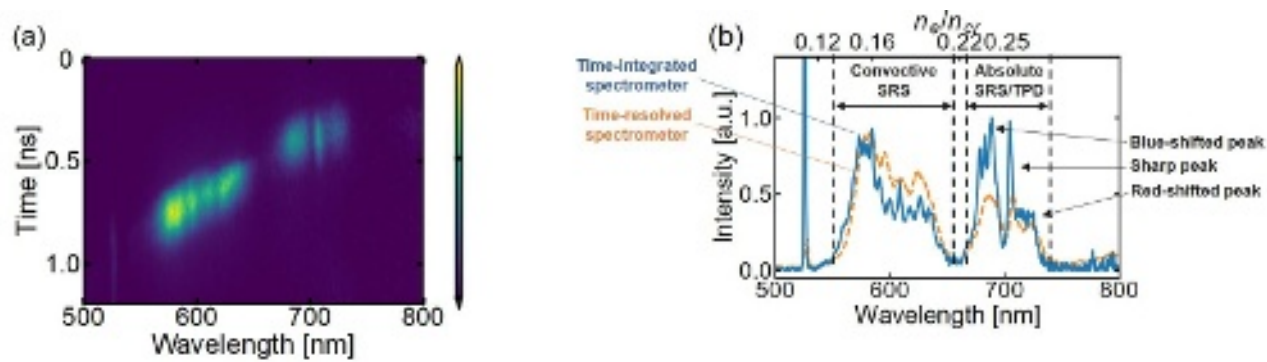 (a)
0
0.5
1.0
Time [ns]
500
600
700
800
Wavelength [nm]
(b)
nₑ/n꜀ᵣ
0.12 0.16 0.22 0.25
Time-integrated
spectrometer
Time-resolved
spectrometer
Convective
SRS
Absolute
SRS/TPD
Blue-shifted peak
Sharp peak
Red-shifted peak
1.0
0.5
0.0
Intensity [a.u.]
500
600
700
800
Wavelength [nm]